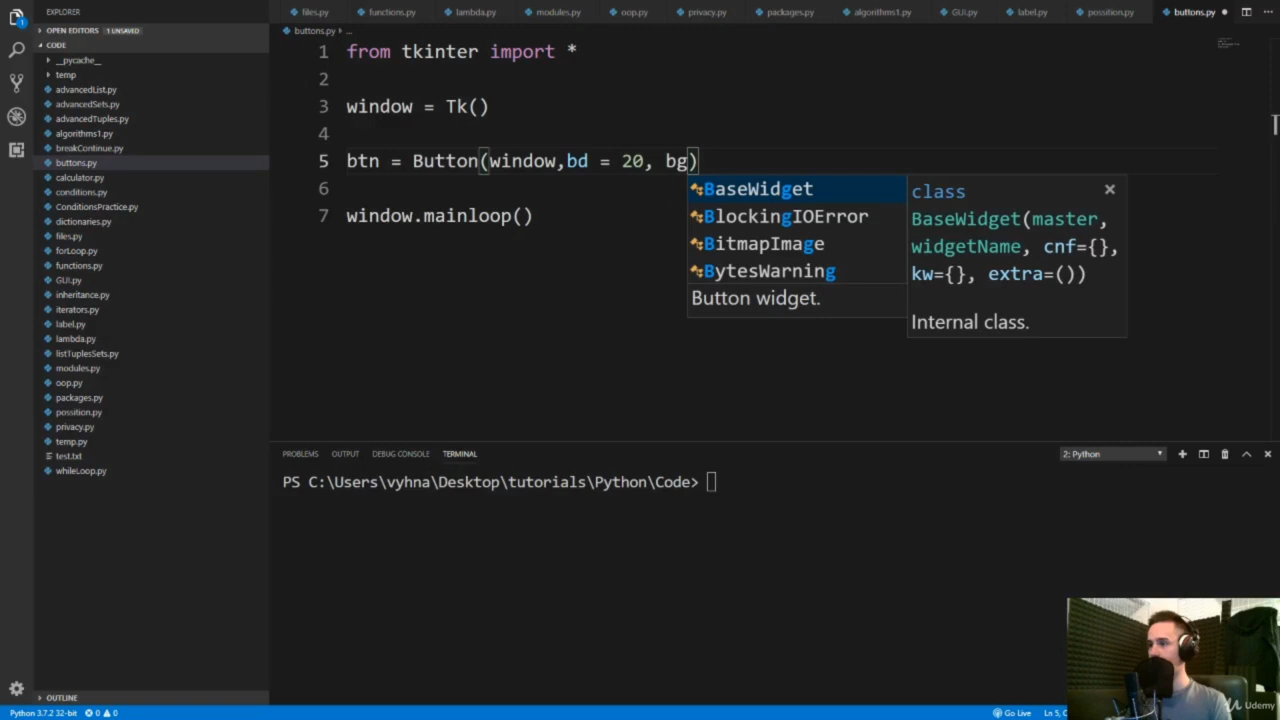 EXPLORER
OPEN EDITORS 1 UNSAVED
CODE
__pycache__
temp
advancedList.py
advancedSets.py
advancedTuples.py
algorithms1.py
breakContinue.py
buttons.py
calculator.py
conditions.py
ConditionsPractice.py
dictionaries.py
files.py
forLoop.py
functions.py
GUI.py
inheritance.py
iterators.py
label.py
lambda.py
listTuplesSets.py
modules.py
oop.py
packages.py
possition.py
privacy.py
temp.py
test.txt
whileLoop.py
OUTLINE
files.py functions.py lambda.py modules.py oop.py privacy.py packages.py algorithms1.py GUI.py label.py possition.py buttons.py
buttons.py › ...
1 from tkinter import *
2
3 window = Tk()
4
5 btn = Button(window,bd = 20, bg)
6
7 window.mainloop()
BaseWidget
BlockingIOError
BitmapImage
BytesWarning
Button widget.
class
BaseWidget(master,
widgetName, cnf={},
kw={}, extra=())
Internal class.
PROBLEMS OUTPUT DEBUG CONSOLE TERMINAL 2: Python
PS C:\Users\vyhna\Desktop\tutorials\Python\Code>
Udemy
Python 3.7.2 32-bit 0 0 Go Live Ln 5,